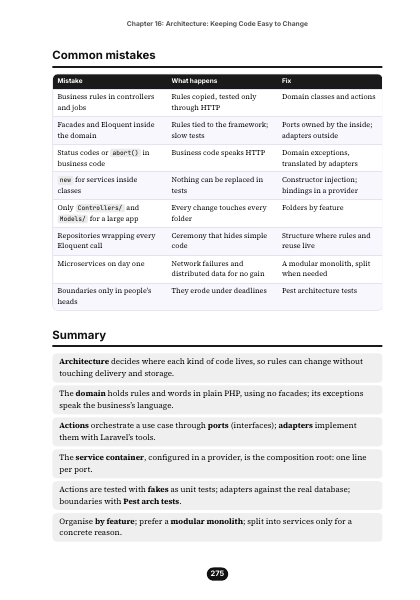 Chapter 16: Architecture: Keeping Code Easy to Change
Common mistakes
Mistake What happens Fix
Business rules in controllers and jobs Rules copied, tested only through HTTP Domain classes and actions
Facades and Eloquent inside the domain Rules tied to the framework; slow tests Ports owned by the inside; adapters outside
Status codes or abort() in business code Business code speaks HTTP Domain exceptions, translated by adapters
new for services inside classes Nothing can be replaced in tests Constructor injection; bindings in a provider
Only Controllers/ and Models/ for a large app Every change touches every folder Folders by feature
Repositories wrapping every Eloquent call Ceremony that hides simple code Structure where rules and reuse live
Microservices on day one Network failures and distributed data for no gain A modular monolith, split when needed
Boundaries only in people's heads They erode under deadlines Pest architecture tests
Summary
Architecture decides where each kind of code lives, so rules can change without
touching delivery and storage.
The domain holds rules and words in plain PHP, using no facades; its exceptions
speak the business's language.
Actions orchestrate a use case through ports (interfaces); adapters implement
them with Laravel's tools.
The service container, configured in a provider, is the composition root: one line
per port.
Actions are tested with fakes as unit tests; adapters against the real database;
boundaries with Pest arch tests.
Organise by feature; prefer a modular monolith; split into services only for a
concrete reason.
275